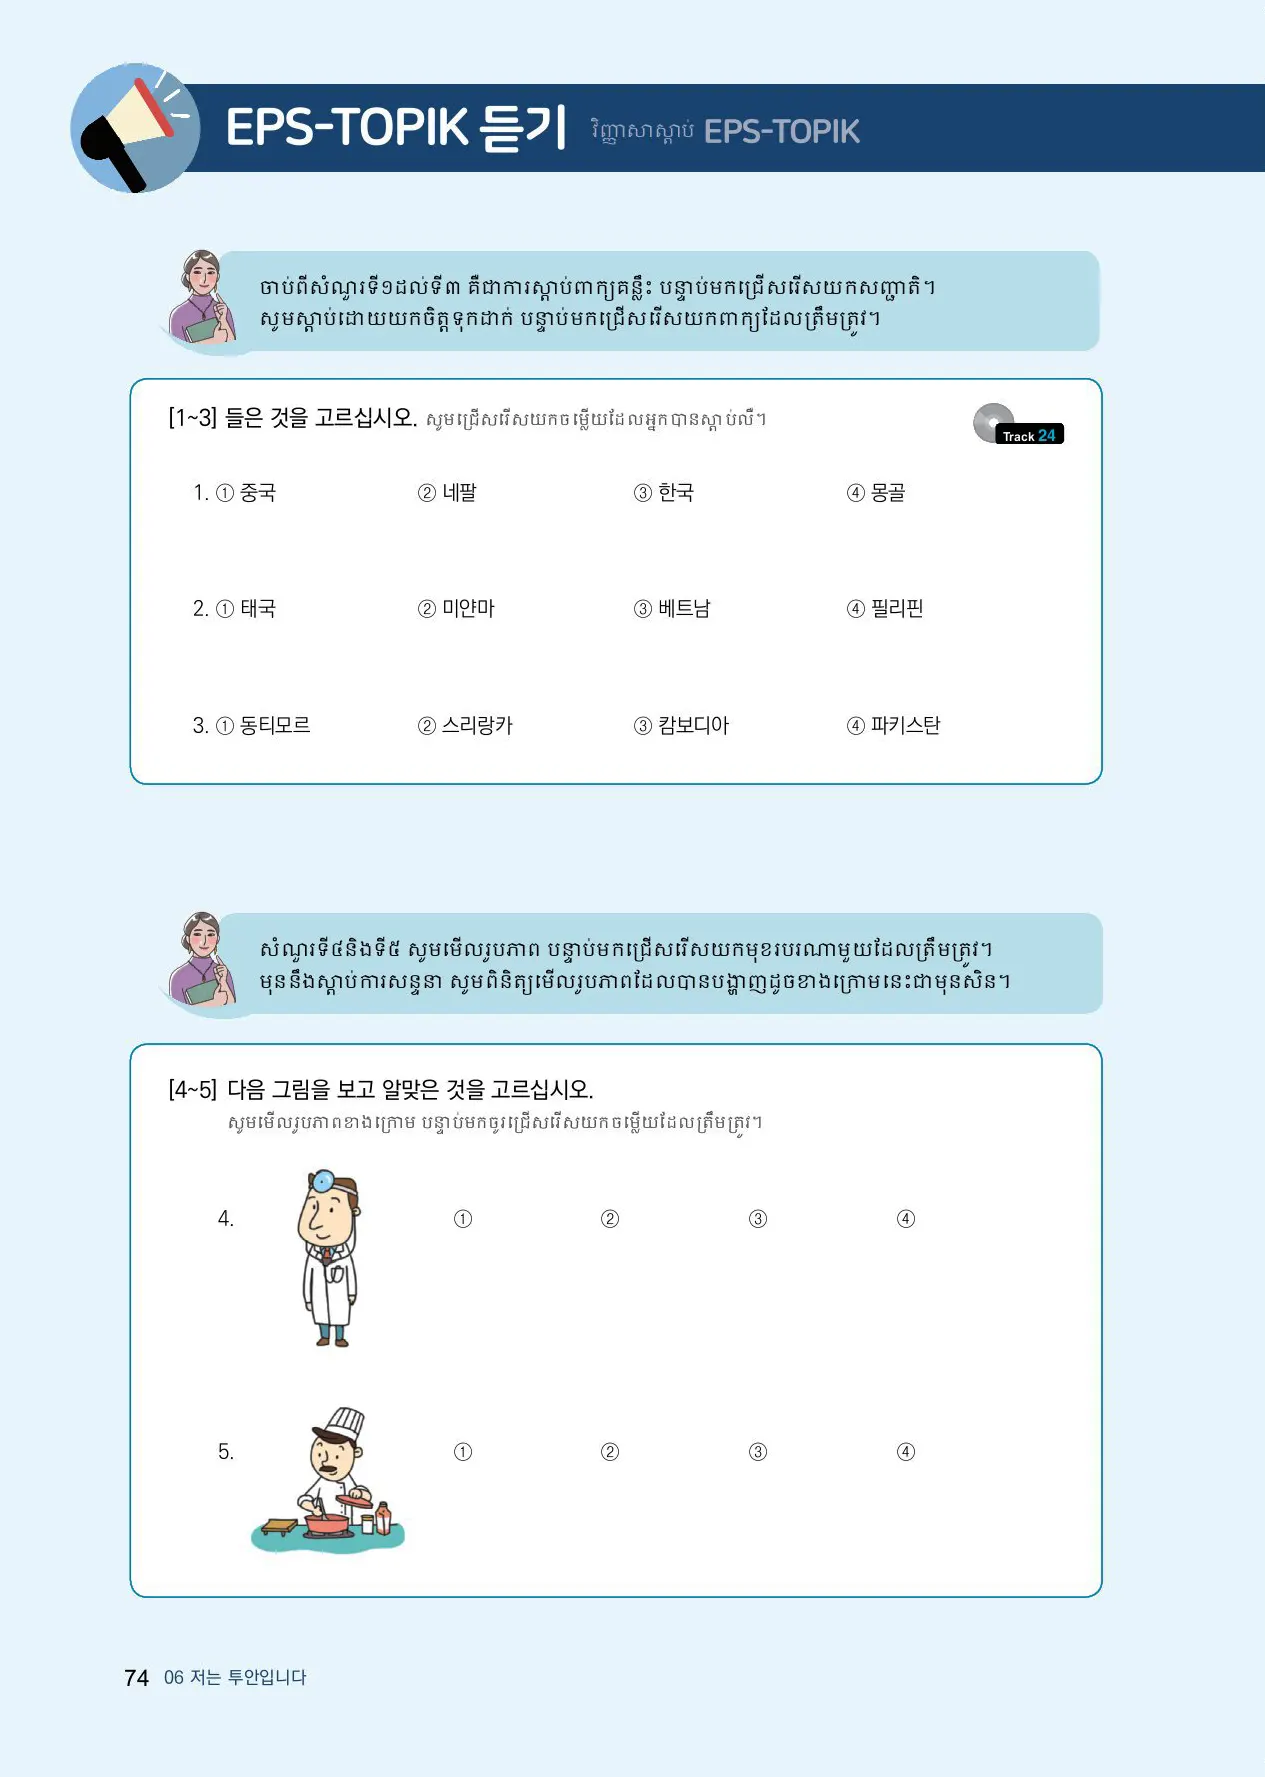 EPS-TOPIK 듣기 វិញ្ញាសាស្ដាប់ EPS-TOPIK
ចាប់ពីសំណួរទី១ដល់ទី៣ គឺជាការស្ដាប់ពាក្យគន្លឹះ បន្ទាប់មកជ្រើសរើសយកសញ្ជាតិ។
សូមស្ដាប់ដោយយកចិត្តទុកដាក់ បន្ទាប់មកជ្រើសរើសយកពាក្យដែលត្រឹមត្រូវ។
[1~3] 들은 것을 고르십시오. សូមជ្រើសរើសយកចម្លើយដែលអ្នកបានស្ដាប់លឺ។
Track 24
1. ① 중국 ② 네팔 ③ 한국 ④ 몽골
2. ① 태국 ② 미얀마 ③ 베트남 ④ 필리핀
3. ① 동티모르 ② 스리랑카 ③ 캄보디아 ④ 파키스탄
សំណួរទី៤និងទី៥ សូមមើលរូបភាព បន្ទាប់មកជ្រើសរើសយកមុខរបរណាមួយដែលត្រឹមត្រូវ។
មុននឹងស្ដាប់ការសន្ទនា សូមពិនិត្យមើលរូបភាពដែលបានបង្ហាញដូចខាងក្រោមនេះជាមុនសិន។
[4~5] 다음 그림을 보고 알맞은 것을 고르십시오.
សូមមើលរូបភាពខាងក្រោម បន្ទាប់មកចូរជ្រើសរើសយកចម្លើយដែលត្រឹមត្រូវ។
4. ① ② ③ ④
5. ① ② ③ ④
74 06 저는 투안입니다